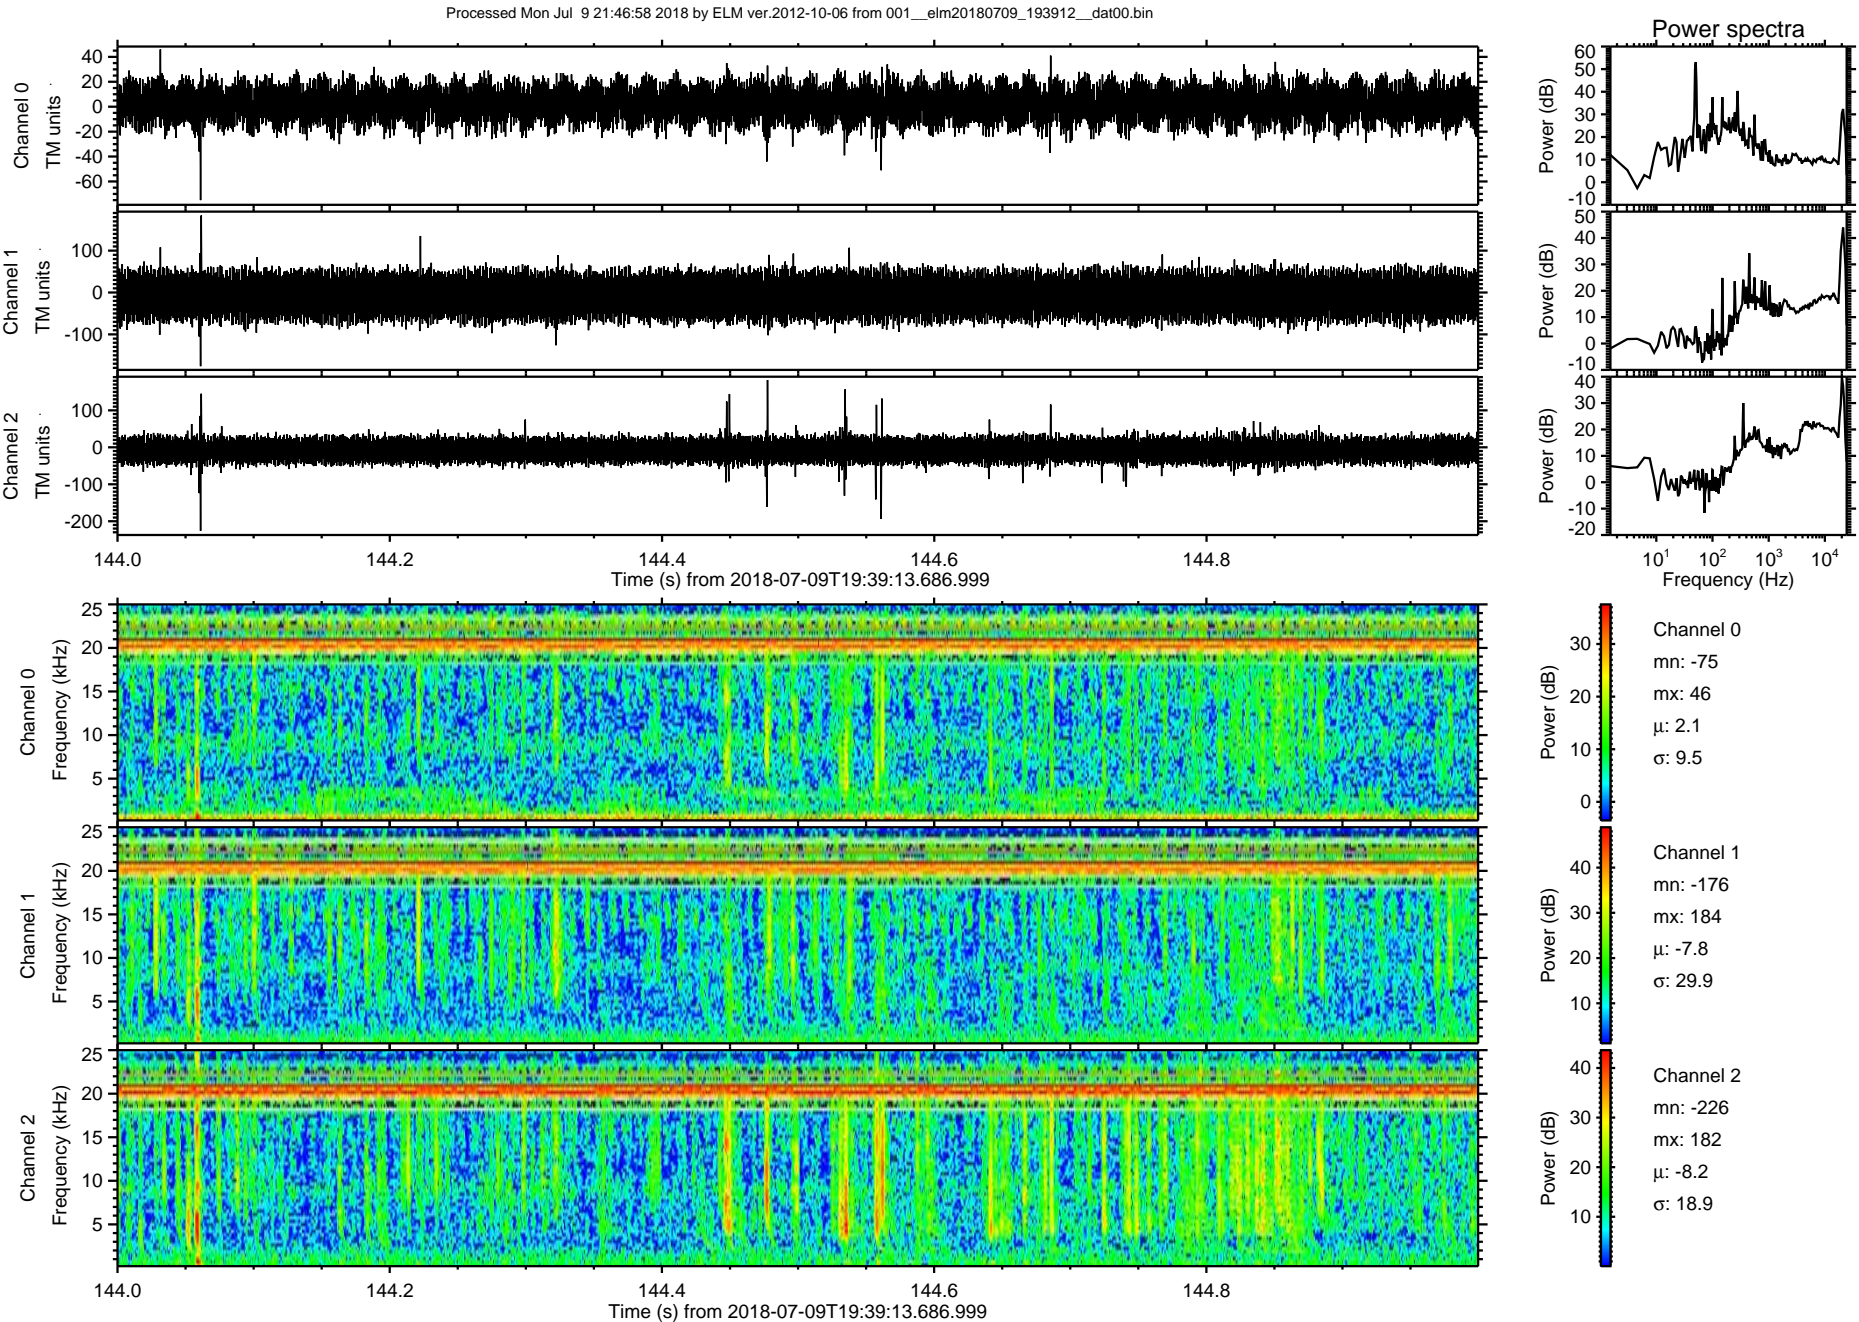 Processed Mon Jul 9 21:46:58 2018 by ELM ver.2012-10-06 from 001__elm20180709_193912__dat00.bin
Power spectra
Channel 0
TM units
40
20
0
-20
-40
-60
Power (dB)
60
50
40
30
20
10
0
-10
Channel 1
TM units
100
0
-100
Power (dB)
50
40
30
20
10
0
-10
Channel 2
TM units
100
0
-100
-200
Power (dB)
40
30
20
10
0
-10
-20
144.0 144.2 144.4 144.6 144.8
Time (s) from 2018-07-09T19:39:13.686.999
10¹ 10² 10³ 10⁴
Frequency (Hz)
Channel 0
Frequency (kHz)
25
20
15
10
5
Power (dB)
30
20
10
0
Channel 0
mn: -75
mx: 46
µ: 2.1
σ: 9.5
Channel 1
Frequency (kHz)
25
20
15
10
5
Power (dB)
40
30
20
10
Channel 1
mn: -176
mx: 184
µ: -7.8
σ: 29.9
Channel 2
Frequency (kHz)
25
20
15
10
5
Power (dB)
40
30
20
10
Channel 2
mn: -226
mx: 182
µ: -8.2
σ: 18.9
144.0 144.2 144.4 144.6 144.8
Time (s) from 2018-07-09T19:39:13.686.999